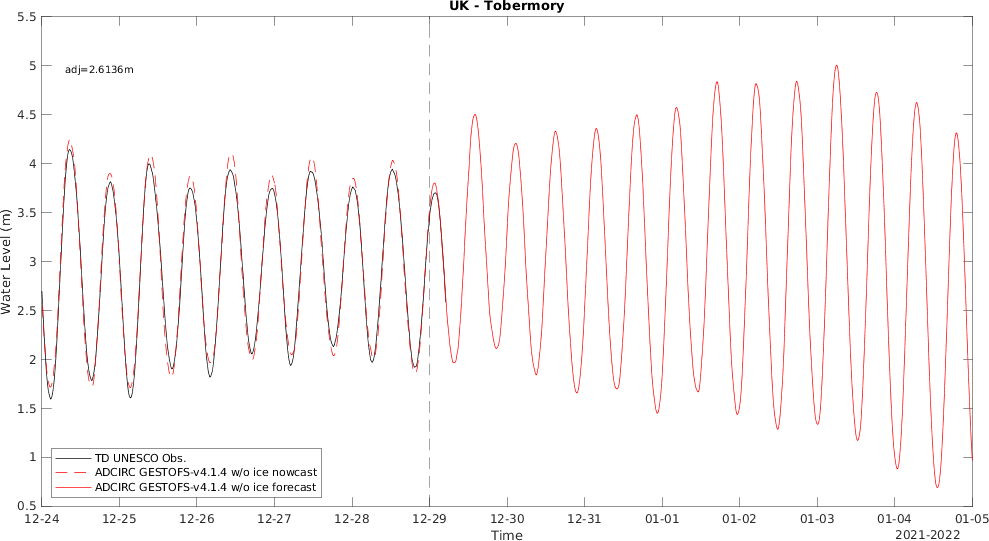 UK - Tobermory
5.5
5
4.5
4
3.5
3
2.5
2
1.5
1
0.5
Water Level (m)
adj=2.6136m
TD UNESCO Obs.
ADCIRC GESTOFS-v4.1.4 w/o ice nowcast
ADCIRC GESTOFS-v4.1.4 w/o ice forecast
12-24 12-25 12-26 12-27 12-28 12-29 12-30 12-31 01-01 01-02 01-03 01-04 01-05
Time
2021-2022